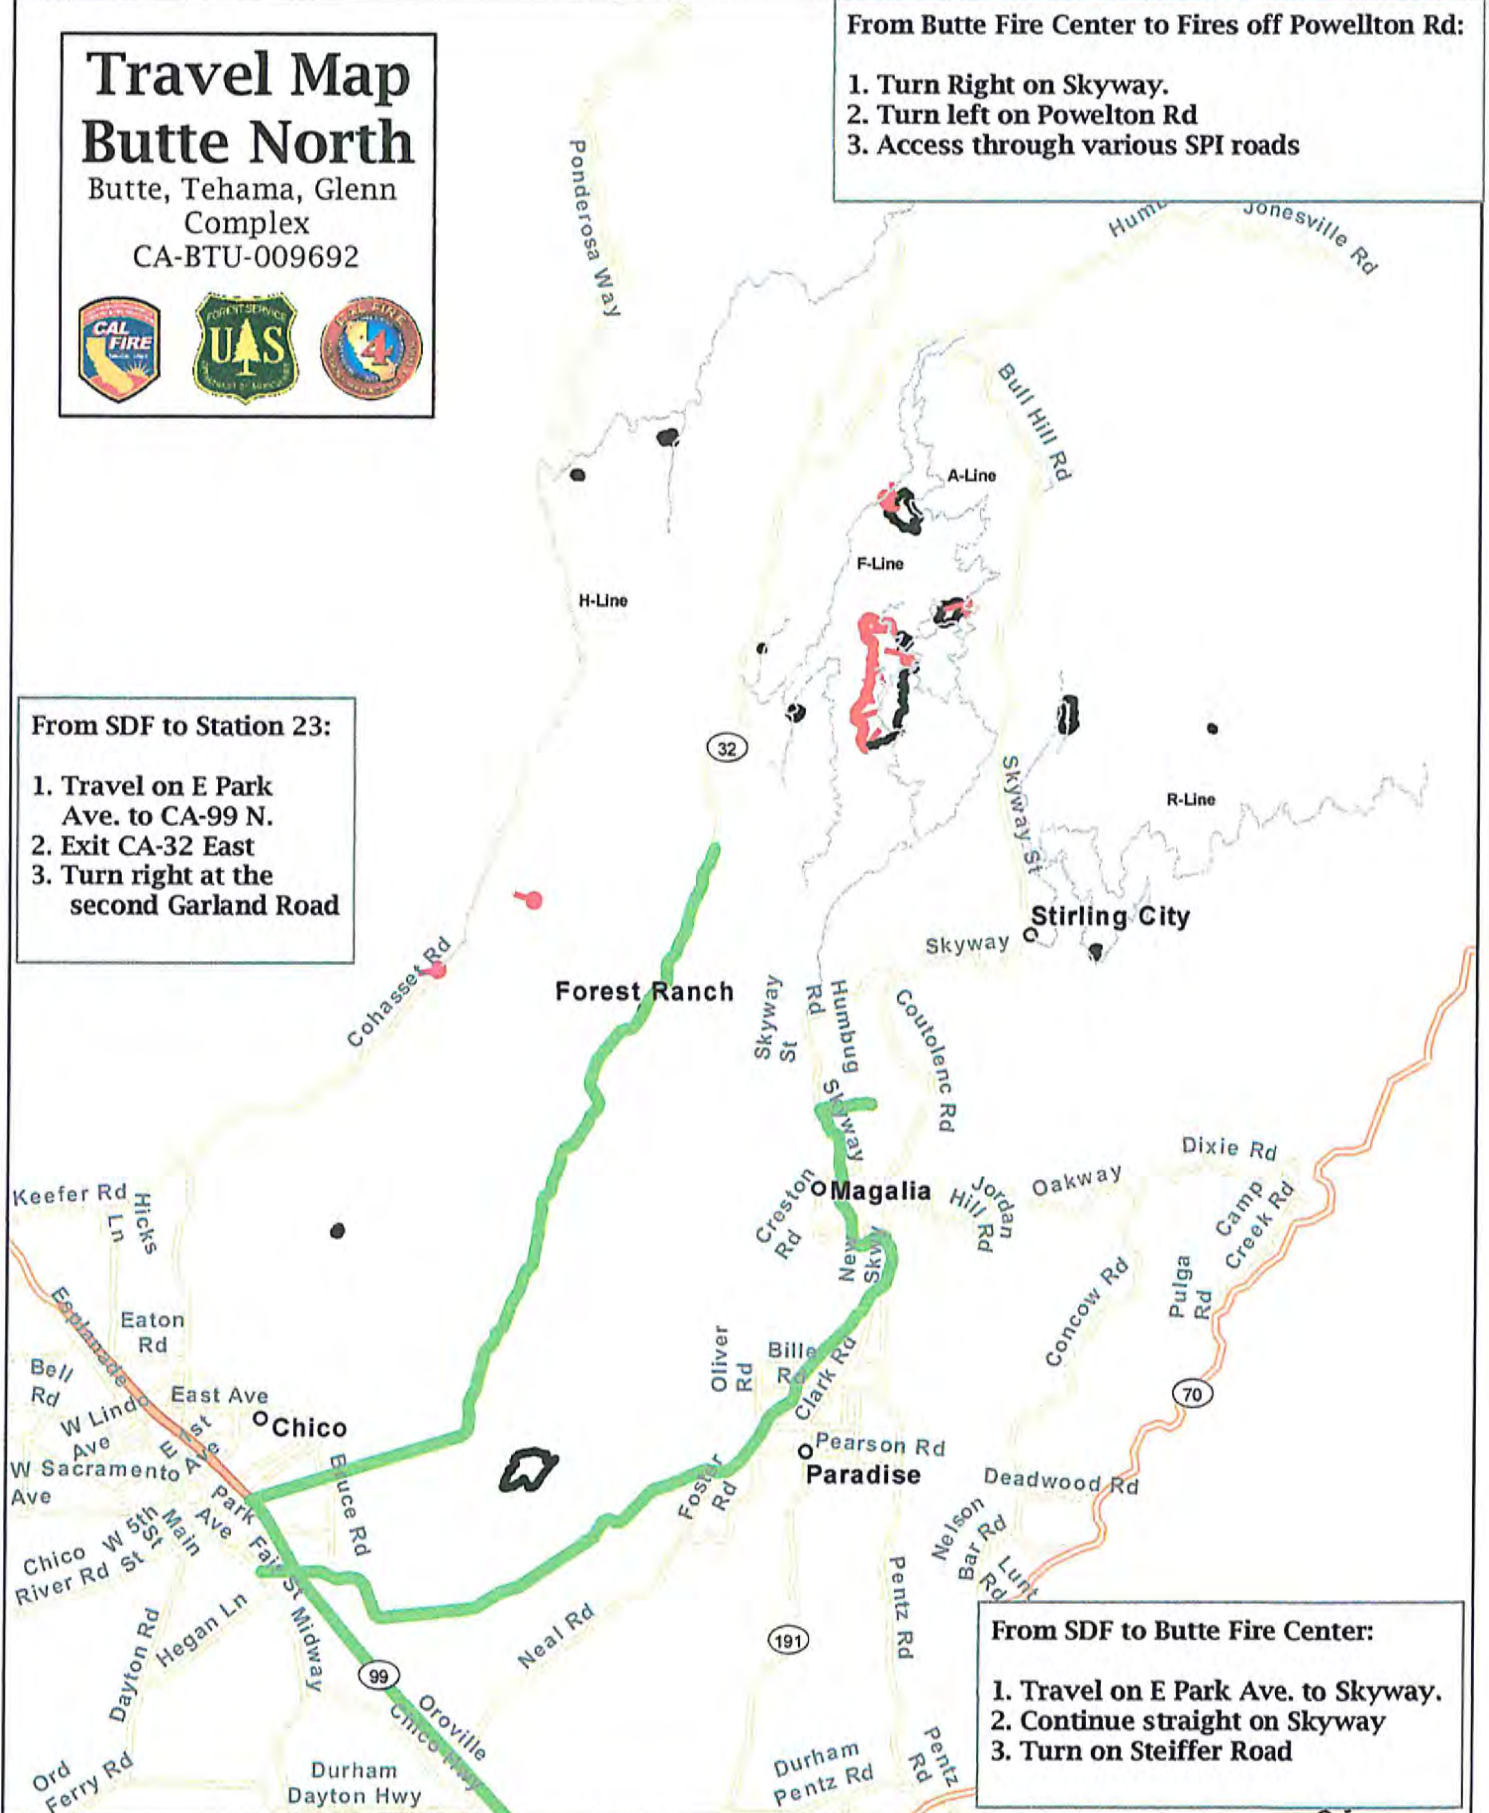 Travel Map
Butte North
Butte, Tehama, Glenn
Complex
CA-BTU-009692
CAL
FIRE
FOREST SERVICE
UAS
CAL FIRE
4
From Butte Fire Center to Fires off Powellton Rd:
1. Turn Right on Skyway.
2. Turn left on Powelton Rd
3. Access through various SPI roads
Ponderosa Way
Jonesville Rd
Bull Hill Rd
A-Line
F-Line
H-Line
From SDF to Station 23:
1. Travel on E Park
Ave. to CA-99 N.
2. Exit CA-32 East
3. Turn right at the
second Garland Road
32
R-Line
Skyway St
Stirling City
Skyway
Cohasset Rd
Forest Ranch
Skyway
St
Humbug
Rd
Coutolenc Rd
Skyway
Magalia
Creston
Rd
Jordan
Hill Rd
Oakway
Dixie Rd
Camp
Creek Rd
New
Skwy
Pulga
Rd
Concow Rd
70
Keefer Rd
Hicks
Ln
Esplanade
Eaton
Rd
Bell
Rd
East Ave
W Lindo
Ave
E 1st
Ave
Chico
W Sacramento
Ave
Oliver
Rd
Bille
Rd
Clark Rd
Pearson Rd
Paradise
Foster
Rd
Deadwood Rd
Nelson
Bar Rd
Lunt
Rd
Park
Ave
Bruce Rd
Fair St
Main
St
W 5th
St
Chico
River Rd
Hegan Ln
Dayton Rd
Midway
99
Neal Rd
191
Pentz Rd
Oroville
Chico Hwy
Ord
Ferry Rd
Durham
Dayton Hwy
Durham
Pentz Rd
Pentz
Rd
From SDF to Butte Fire Center:
1. Travel on E Park Ave. to Skyway.
2. Continue straight on Skyway
3. Turn on Steiffer Road